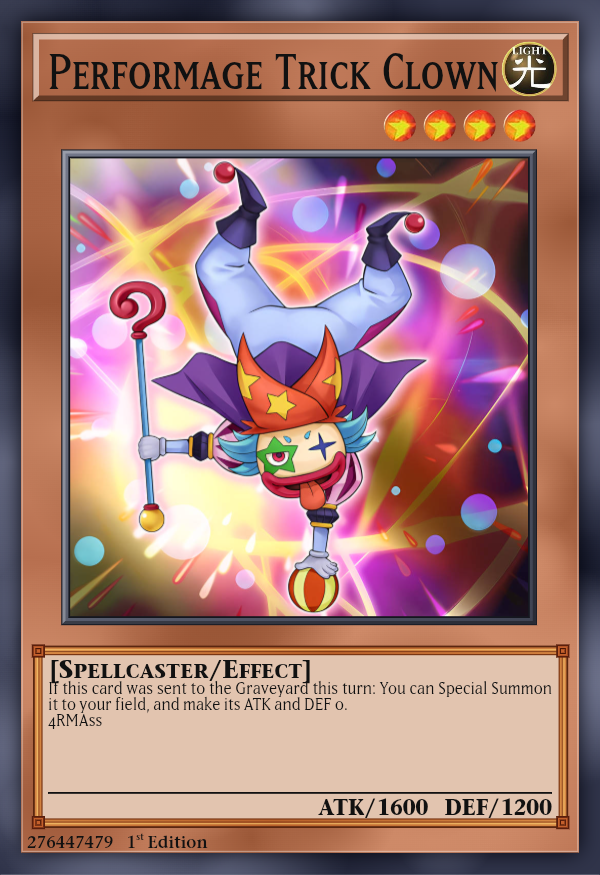 Performage Trick Clown
LIGHT
光
[Spellcaster/Effect]
If this card was sent to the Graveyard this turn: You can Special Summon
it to your field, and make its ATK and DEF 0.
4RMAss
ATK/1600 DEF/1200
276447479 1st Edition